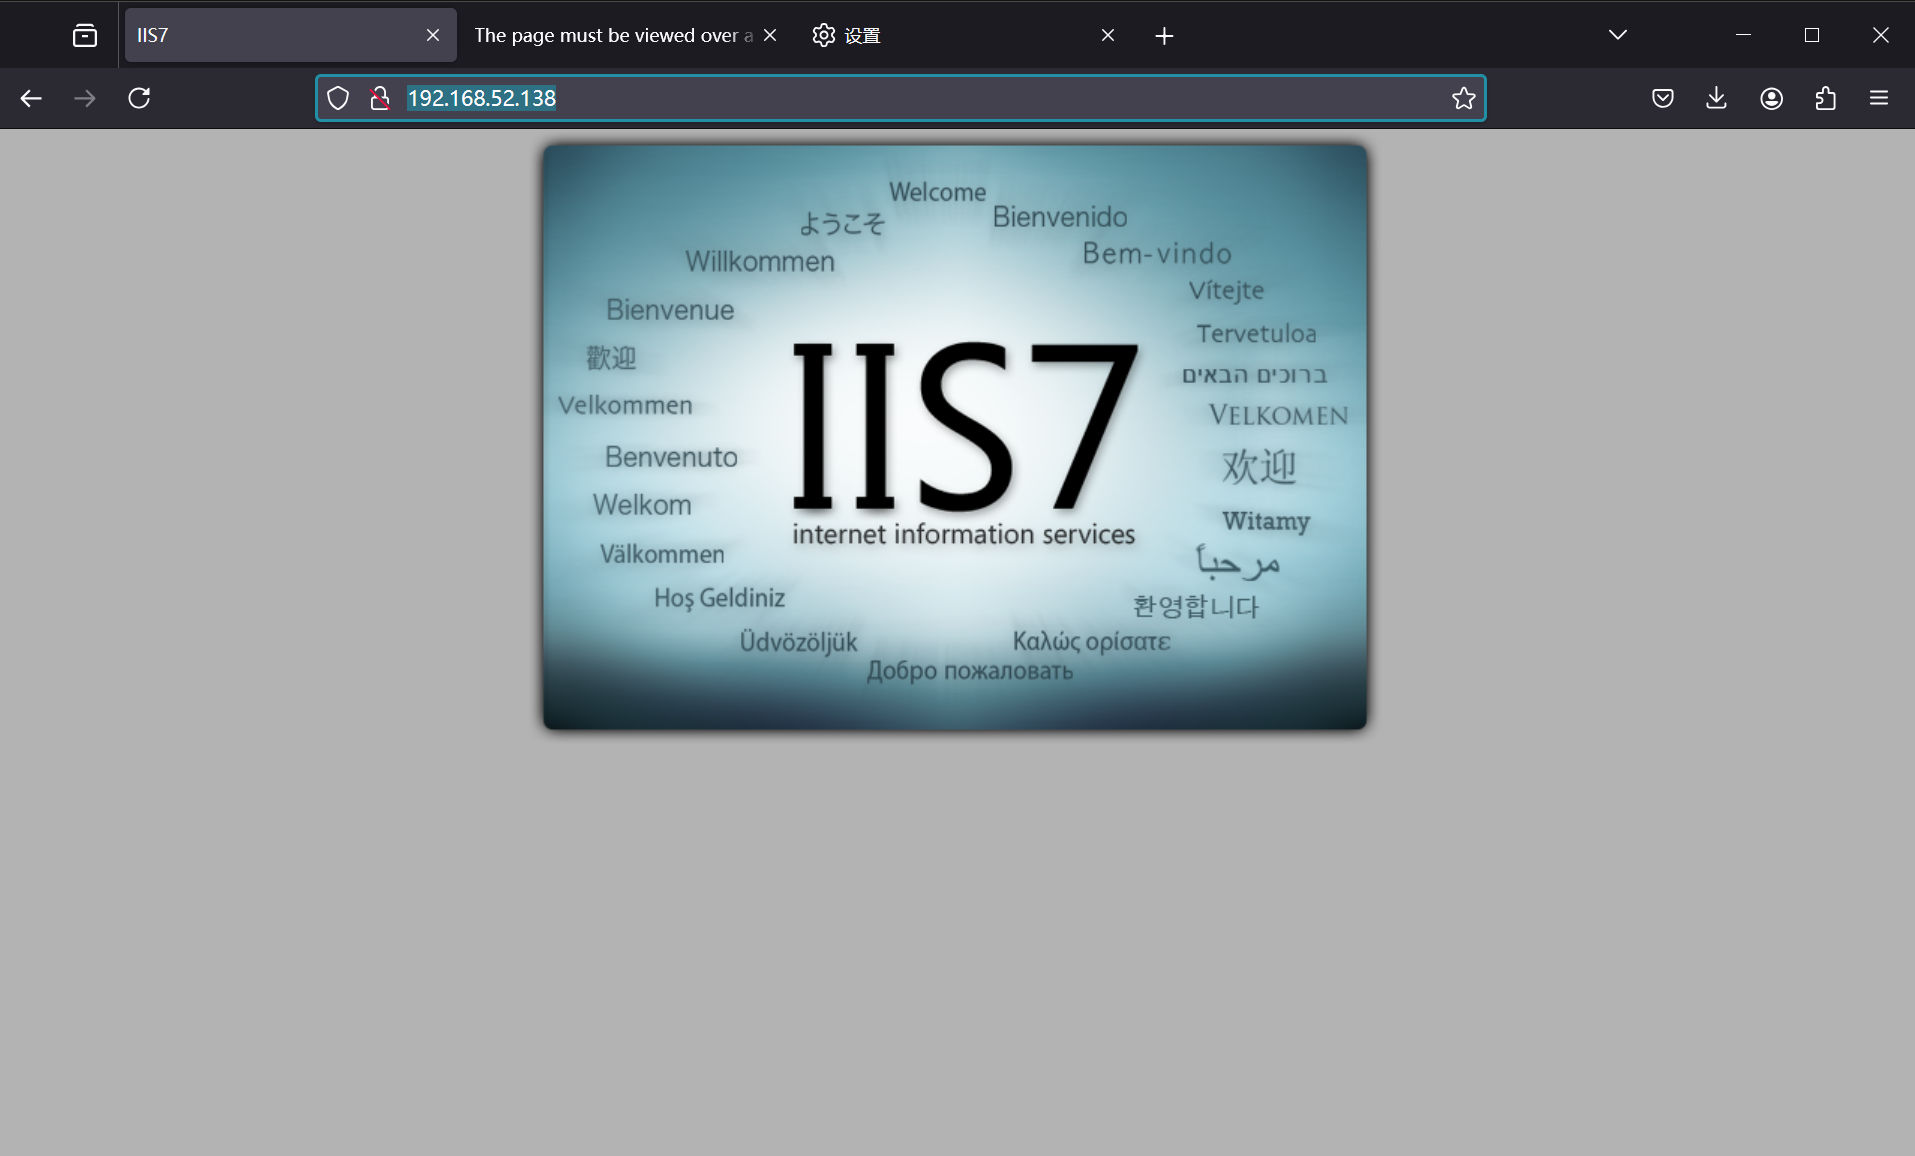 IIS7
The page must be viewed over a
设置
192.168.52.138
Welcome
Bienvenido
ようこそ
Bem-vindo
Willkommen
Vítejte
Bienvenue
Tervetuloa
歡迎
ברוכים הבאים
Velkommen
VELKOMEN
IIS7
internet information services
Benvenuto
欢迎
Welkom
Witamy
Välkommen
مرحباً
Hoş Geldiniz
환영합니다
Üdvözöljük
Καλώς ορίσατε
Добро пожаловать